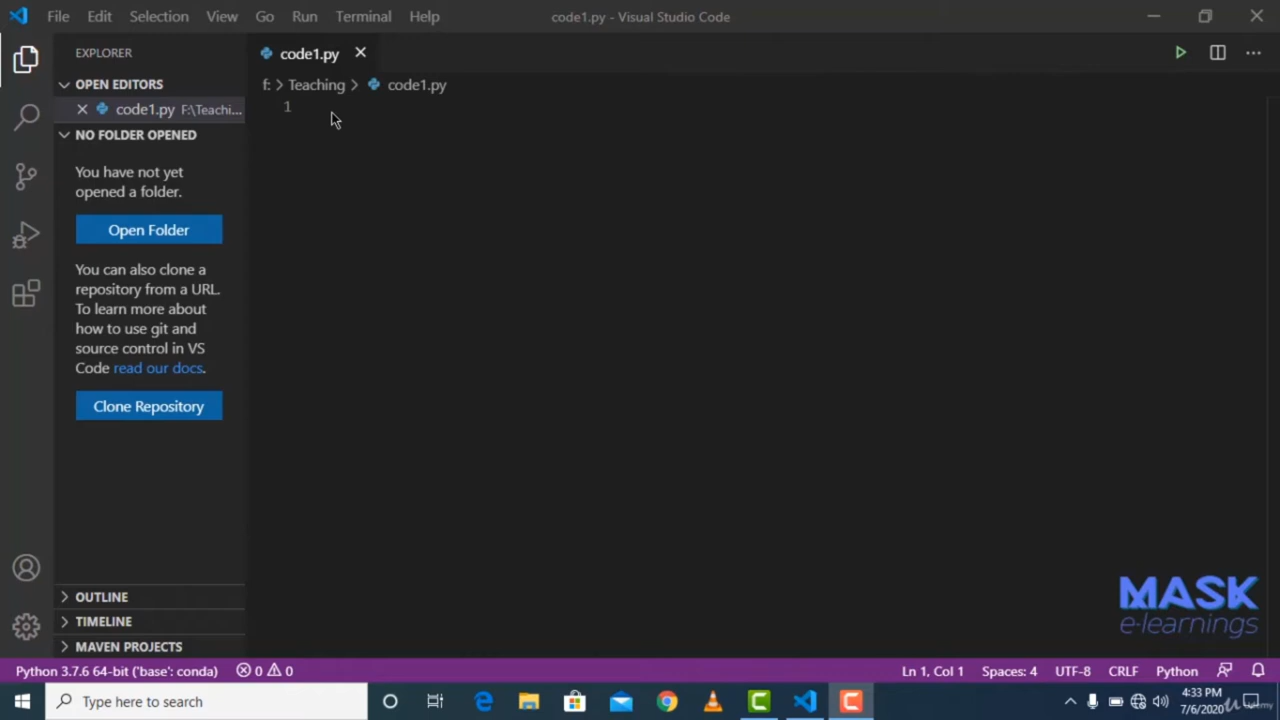 File Edit Selection View Go Run Terminal Help
code1.py - Visual Studio Code
EXPLORER
OPEN EDITORS
code1.py F:\Teachi...
NO FOLDER OPENED
You have not yet
opened a folder.
Open Folder
You can also clone a
repository from a URL.
To learn more about
how to use git and
source control in VS
Code read our docs.
Clone Repository
OUTLINE
TIMELINE
MAVEN PROJECTS
code1.py
f: > Teaching > code1.py
1
MASK
e-learnings
Python 3.7.6 64-bit ('base': conda) 0 0
Ln 1, Col 1 Spaces: 4 UTF-8 CRLF Python
Type here to search
4:33 PM
7/6/2020
Udemy